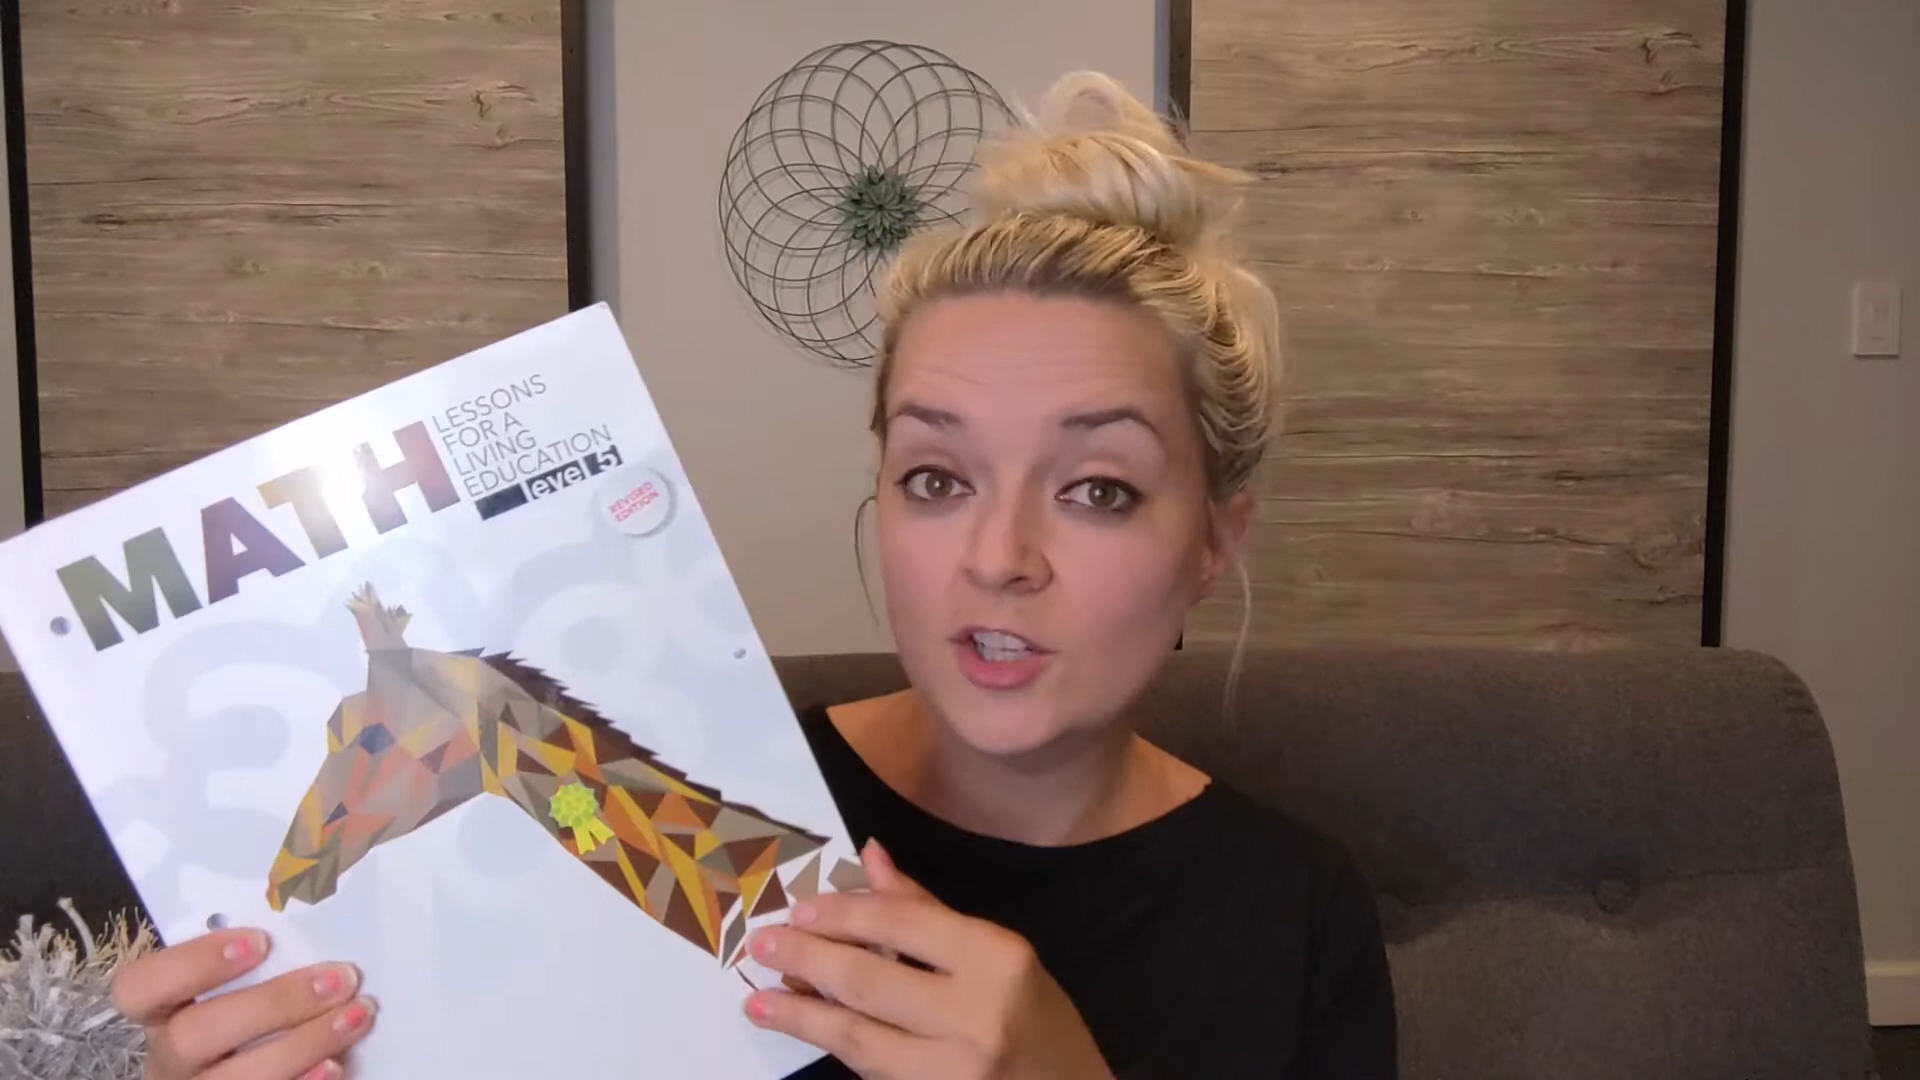 MATH
LESSONS
FOR A
LIVING
EDUCATION
level 5
REVISED
EDITION